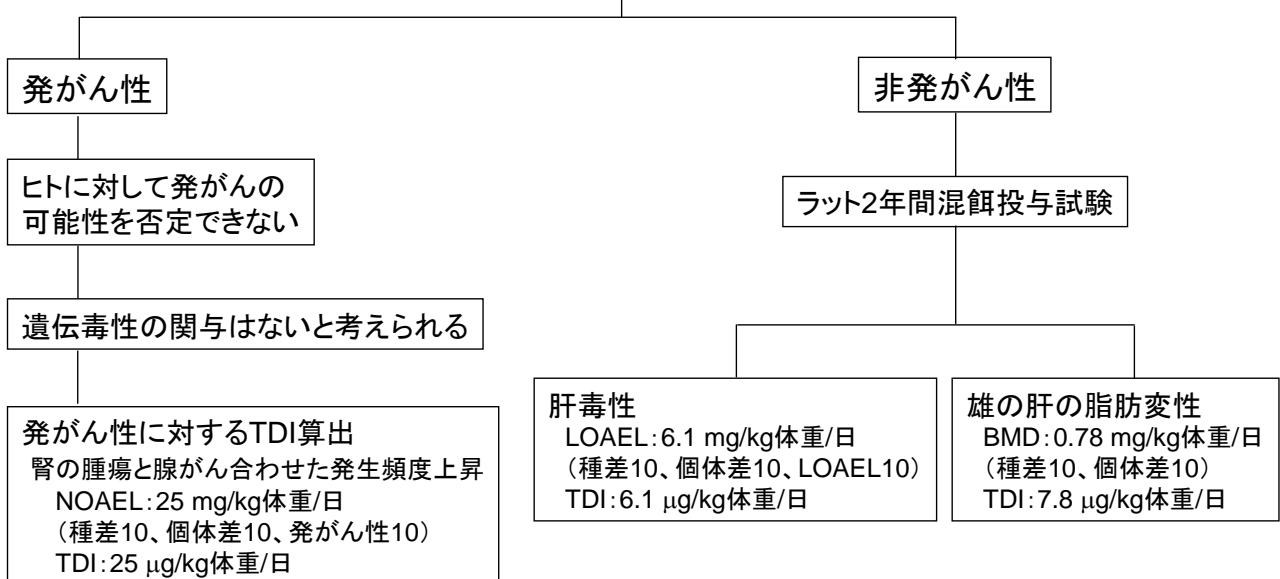 発がん性
ヒトに対して発がんの
可能性を否定できない
遺伝毒性の関与はないと考えられる
発がん性に対するTDI算出
腎の腫瘍と腺がん合わせた発生頻度上昇
NOAEL:25 mg/kg体重/日
(種差10、個体差10、発がん性10)
TDI:25 μg/kg体重/日
非発がん性
ラット2年間混餌投与試験
肝毒性
LOAEL:6.1 mg/kg体重/日
(種差10、個体差10、LOAEL10)
TDI:6.1 μg/kg体重/日
雄の肝の脂肪変性
BMD:0.78 mg/kg体重/日
(種差10、個体差10)
TDI:7.8 μg/kg体重/日